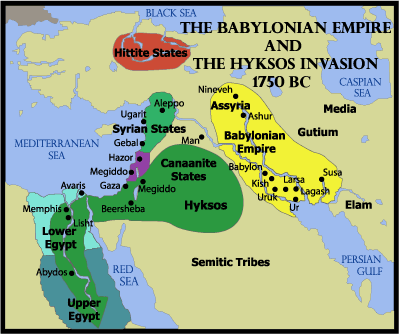 BLACK SEA
THE BABYLONIAN EMPIRE
AND
THE HYKSOS INVASION
1750 BC
Hittite States
CASPIAN
SEA
Nineveh
Assyria
Aleppo
Ashur
Media
Ugarit
Syrian States
Gutium
MEDITERRANEAN
SEA
Gebal
Mari
Babylonian
Empire
Hazor
Canaanite
States
Megiddo
Babylon
Larsa
Susa
Avaris
Gaza
Megiddo
Kish
Lagash
Memphis
Beersheba
Hyksos
Uruk
Ur
Elam
Lisht
Lower
Egypt
Abydos
RED
SEA
Semitic Tribes
PERSIAN
GULF
Upper
Egypt